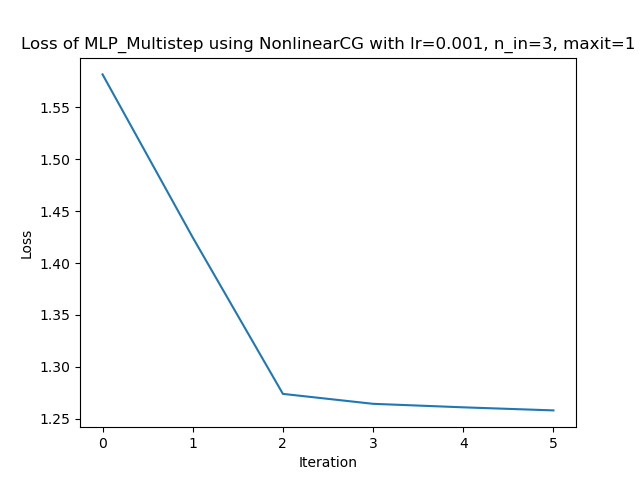 Loss of MLP_Multistep using NonlinearCG with lr=0.001, n_in=3, maxit=1
1.55
1.50
1.45
1.40
1.35
1.30
1.25
Loss
0 1 2 3 4 5
Iteration